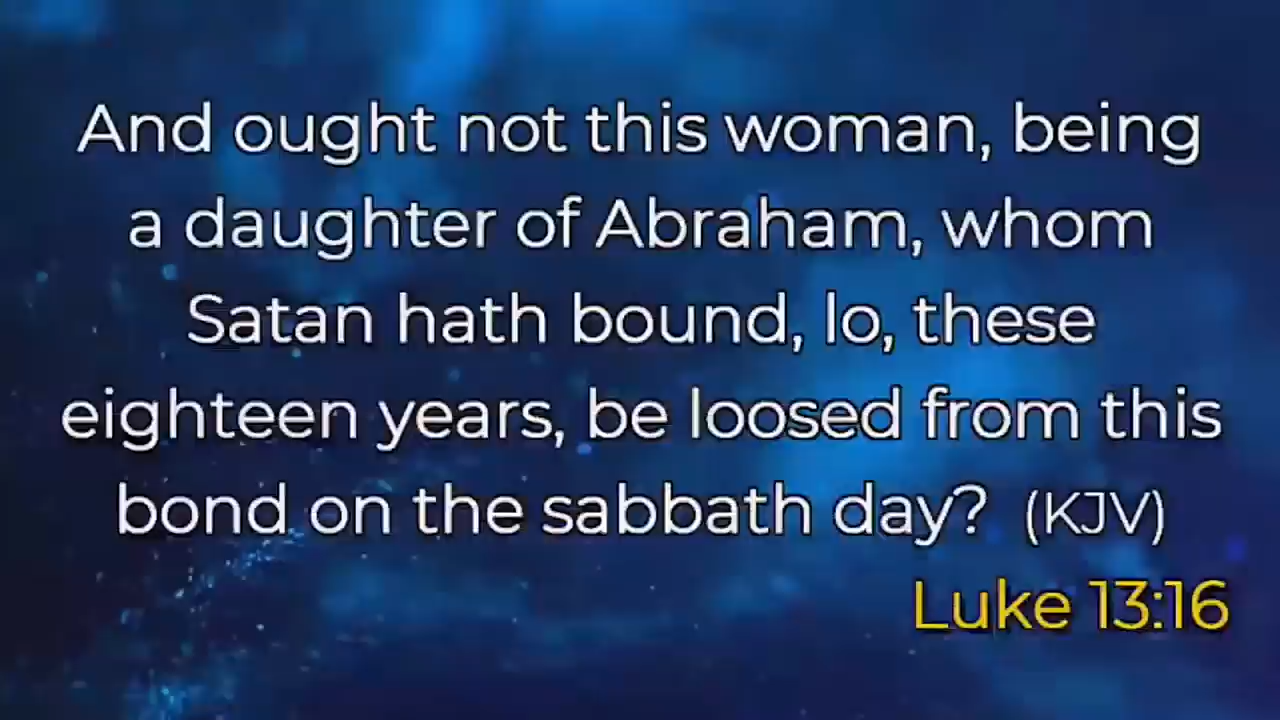 And ought not this woman, being
a daughter of Abraham, whom
Satan hath bound, lo, these
eighteen years, be loosed from this
bond on the sabbath day? (KJV)
Luke 13:16